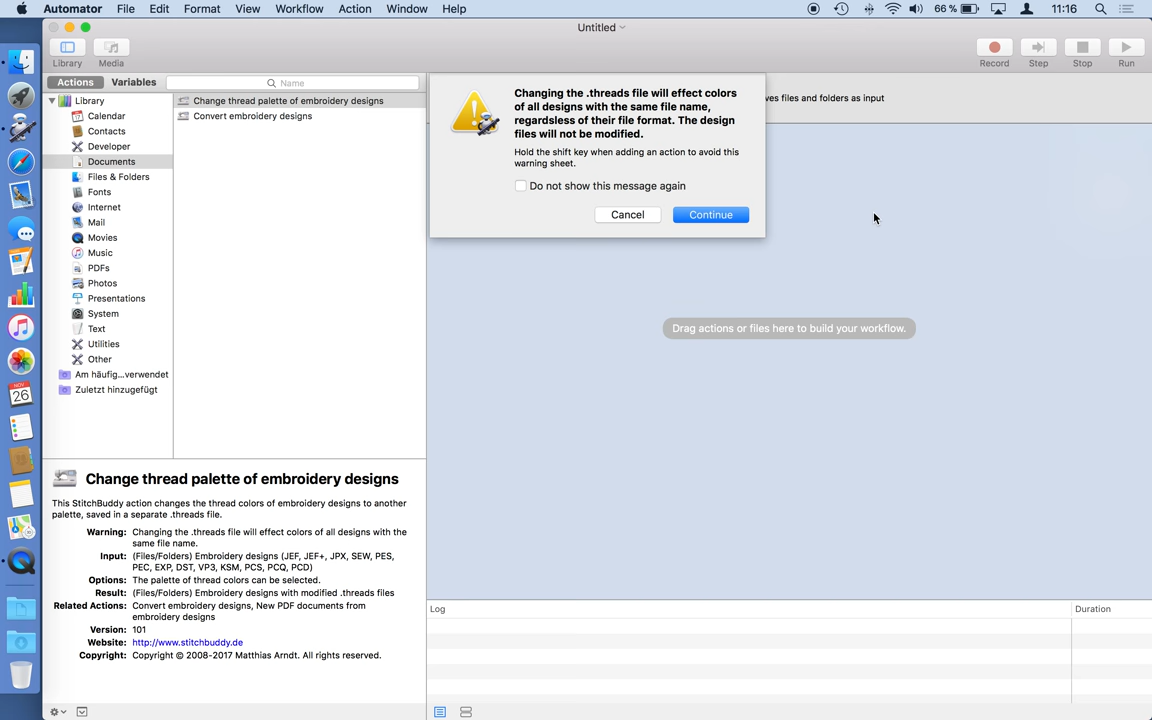 Automator File Edit Format View Workflow Action Window Help 66 % 11:16
Untitled
Library Media Record Step Stop Run
Actions Variables Name
Library
Calendar
Contacts
Developer
Documents
Files & Folders
Fonts
Internet
Mail
Movies
Music
PDFs
Photos
Presentations
System
Text
Utilities
Other
Am häufig...verwendet
Zuletzt hinzugefügt
Change thread palette of embroidery designs
Convert embroidery designs
Changing the .threads file will effect colors
of all designs with the same file name,
regardsless of their file format. The design
files will not be modified.
Hold the shift key when adding an action to avoid this
warning sheet.
Do not show this message again
Cancel Continue
ves files and folders as input
Drag actions or files here to build your workflow.
NOV
26
Change thread palette of embroidery designs
This StitchBuddy action changes the thread colors of embroidery designs to another
palette, saved in a separate .threads file.
Warning: Changing the .threads file will effect colors of all designs with the
same file name.
Input: (Files/Folders) Embroidery designs (JEF, JEF+, JPX, SEW, PES,
PEC, EXP, DST, VP3, KSM, PCS, PCQ, PCD)
Options: The palette of thread colors can be selected.
Result: (Files/Folders) Embroidery designs with modified .threads files
Related Actions: Convert embroidery designs, New PDF documents from
embroidery designs
Version: 101
Website: http://www.stitchbuddy.de
Copyright: Copyright © 2008-2017 Matthias Arndt. All rights reserved.
Log Duration